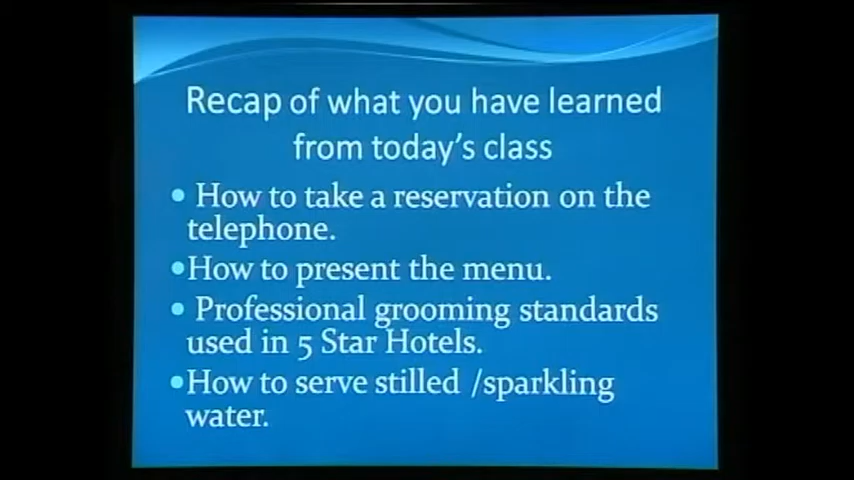 Recap of what you have learned
from today's class
• How to take a reservation on the
telephone.
•How to present the menu.
• Professional grooming standards
used in 5 Star Hotels.
•How to serve stilled /sparkling
water.